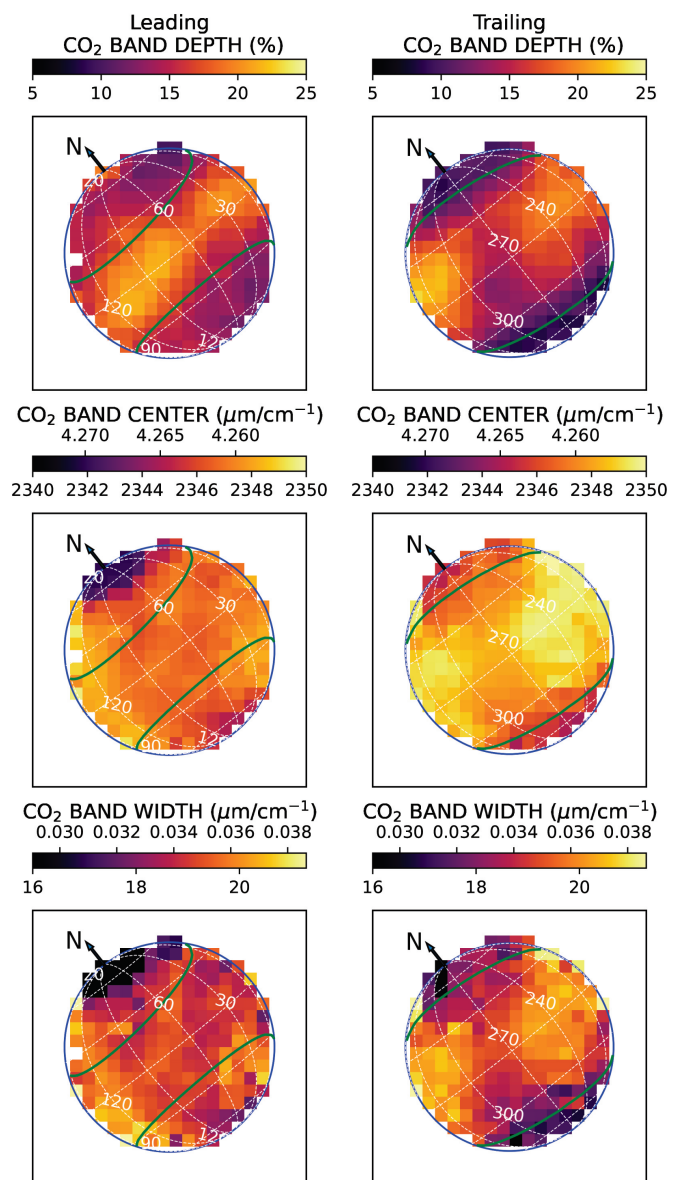 Leading
CO₂ BAND DEPTH (%)
5 10 15 20 25
N
20 60 30
120
90 12
Trailing
CO₂ BAND DEPTH (%)
5 10 15 20 25
N
240
270
300
CO₂ BAND CENTER (μm/cm⁻¹)
4.270 4.265 4.260
2340 2342 2344 2346 2348 2350
N
20 60 30
120
90 12
CO₂ BAND CENTER (μm/cm⁻¹)
4.270 4.265 4.260
2340 2342 2344 2346 2348 2350
N
240
270
300
CO₂ BAND WIDTH (μm/cm⁻¹)
0.030 0.032 0.034 0.036 0.038
16 18 20
N
20 60 30
120
90 12
CO₂ BAND WIDTH (μm/cm⁻¹)
0.030 0.032 0.034 0.036 0.038
16 18 20
N
240
270
300